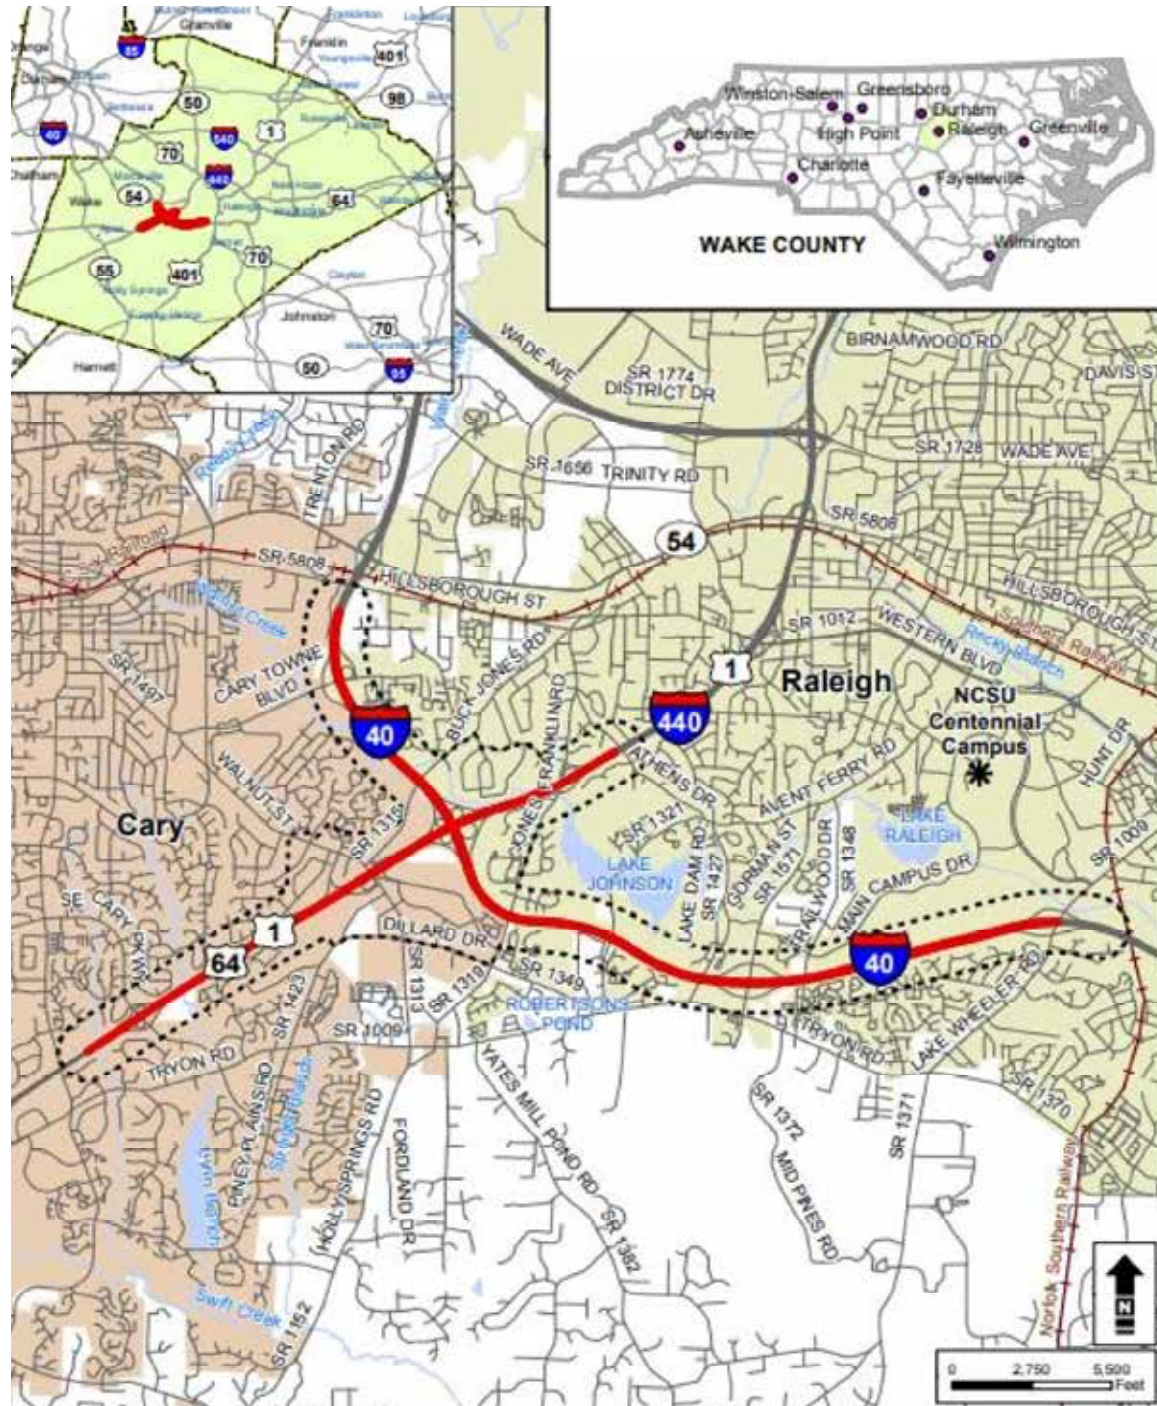 Granville
Franklin
85
401
98
50
1
40
540
70
440
54
64
Wake
55
401
70
Johnston
Clayton
70
Harnett
50
95
Winston-Salem
Greensboro
Durham
Asheville
High Point
Raleigh
Greenville
Charlotte
Fayetteville
WAKE COUNTY
Wilmington
WADE AVE
BIRNAMWOOD RD
SR 1774
DISTRICT DR
DAVIS ST
TRENTON RD
SR 1728
WADE AVE
SR 1656
TRINITY RD
SR 5808
54
SR 5808
HILLSBOROUGH ST
HILLSBOROUGH ST
Southern Railway
SR 1012
WESTERN BLVD
Rocky Branch
SR 1497
CARY TOWNE
BLVD
BUCK JONES RD
1
Raleigh
NCSU
Centennial
Campus
40
440
JONES FRANKLIN RD
HUNT DR
ATHENS DR
AVENT FERRY RD
WALNUT ST
Cary
SR 1321
LAKE
RALEIGH
LAKE
JOHNSON
LAKE DAM RD
SR 1427
GORMAN ST
SR 1571
TRAILWOOD DR
SR 1348
MAIN CAMPUS DR
SR 1009
SE CARY PKWY
1
64
DILLARD DR
SR 1313
SR 1319
SR 1349
40
SR 1423
ROBERTSONS
POND
SR 1009
TRYON RD
TRYON RD
LAKE WHEELER RD
SR 1370
PINEY PLAINS RD
HOLLY SPRINGS RD
FORDLAND DR
YATES MILL POND RD
SR 1382
SR 1372
MID PINES RD
SR 1371
Lynn Branch
Swift Creek
SR 1152
Norfolk Southern Railway
N
0 2,750 5,500
Feet